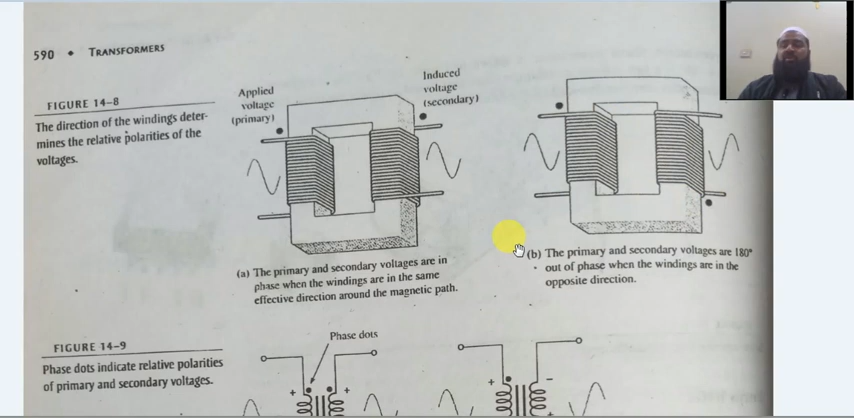 590 • TRANSFORMERS
FIGURE 14-8
The direction of the windings deter-
mines the relative polarities of the
voltages.
Applied
voltage
(primary)
Induced
voltage
(secondary)
(a) The primary and secondary voltages are in
phase when the windings are in the same
effective direction around the magnetic path.
(b) The primary and secondary voltages are 180°
out of phase when the windings are in the
opposite direction.
FIGURE 14-9
Phase dots indicate relative polarities
of primary and secondary voltages.
Phase dots
+ +
+ −
+